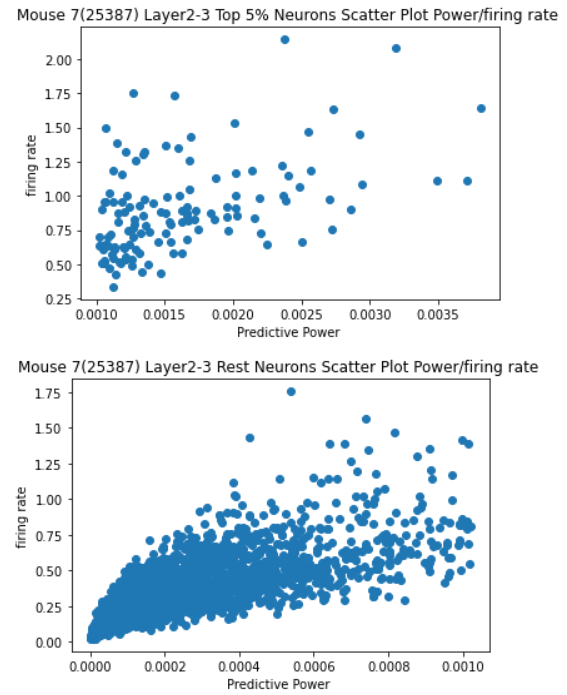 Mouse 7(25387) Layer2-3 Top 5% Neurons Scatter Plot Power/firing rate
2.00
1.75
1.50
1.25
1.00
0.75
0.50
0.25
firing rate
0.0010 0.0015 0.0020 0.0025 0.0030 0.0035
Predictive Power
Mouse 7(25387) Layer2-3 Rest Neurons Scatter Plot Power/firing rate
1.75
1.50
1.25
1.00
0.75
0.50
0.25
0.00
firing rate
0.0000 0.0002 0.0004 0.0006 0.0008 0.0010
Predictive Power